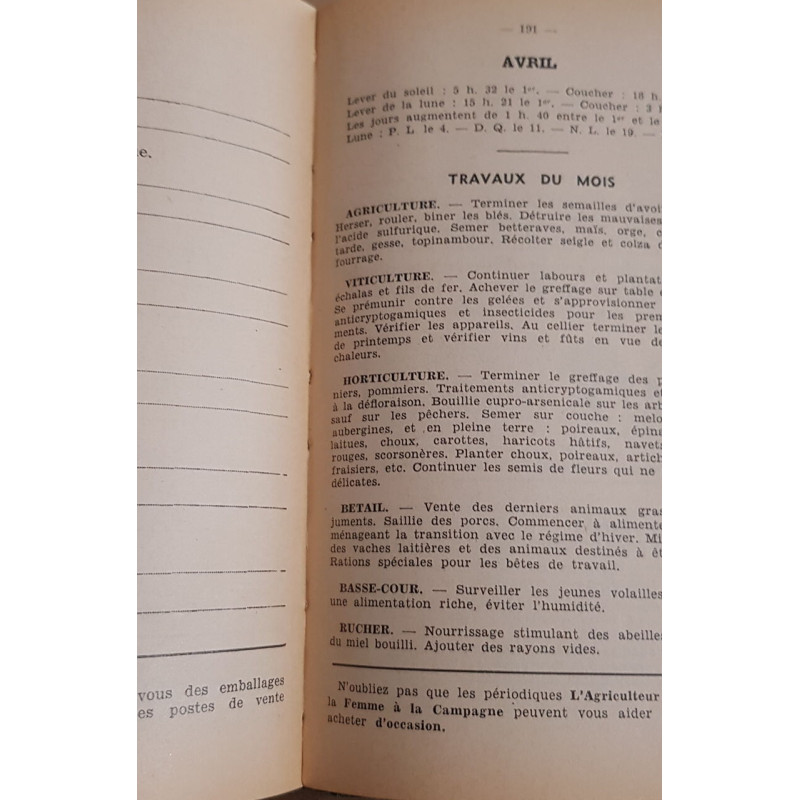 e.
vous des emballages
es postes de vente
— 191 —
AVRIL
Lever du soleil : 5 h. 32 le 1er. — Coucher : 18 h.
Lever de la lune : 15 h. 21 le 1er. — Coucher : 3 h
Les jours augmentent de 1 h. 40 entre le 1er et le
Lune : P. L. le 4. — D. Q. le 11. — N. L. le 19. —
TRAVAUX DU MOIS
AGRICULTURE. — Terminer les semailles d'avoi
Herser, rouler, biner les blés. Détruire les mauvaises
l'acide sulfurique. Semer betteraves, maïs, orge, c
tarde, gesse, topinambour. Récolter seigle et colza
fourrage.
VITICULTURE. — Continuer labours et plantat
échalas et fils de fer. Achever le greffage sur table
Se prémunir contre les gelées et s'approvisionner
anticryptogamiques et insecticides pour les prem
ments. Vérifier les appareils. Au cellier terminer le
de printemps et vérifier vins et fûts en vue de
chaleurs.
HORTICULTURE. — Terminer le greffage des p
niers, pommiers. Traitements anticryptogamiques et
à la défloraison. Bouillie cupro-arsenicale sur les arb
sauf sur les pêchers. Semer sur couche : melo
aubergines, et en pleine terre : poireaux, épina
laitues, choux, carottes, haricots hâtifs, navets
rouges, scorsonères. Planter choux, poireaux, artich
fraisiers, etc. Continuer les semis de fleurs qui ne
délicates.
BETAIL. — Vente des derniers animaux gras
juments. Saillie des porcs. Commencer à alimente
ménageant la transition avec le régime d'hiver. Mi
des vaches laitières et des animaux destinés à êt
Rations spéciales pour les bêtes de travail.
BASSE-COUR. — Surveiller les jeunes volailles
une alimentation riche, éviter l'humidité.
RUCHER. — Nourrissage stimulant des abeilles
du miel bouilli. Ajouter des rayons vides.
N'oubliez pas que les périodiques L'Agriculteur
la Femme à la Campagne peuvent vous aider
acheter d'occasion.